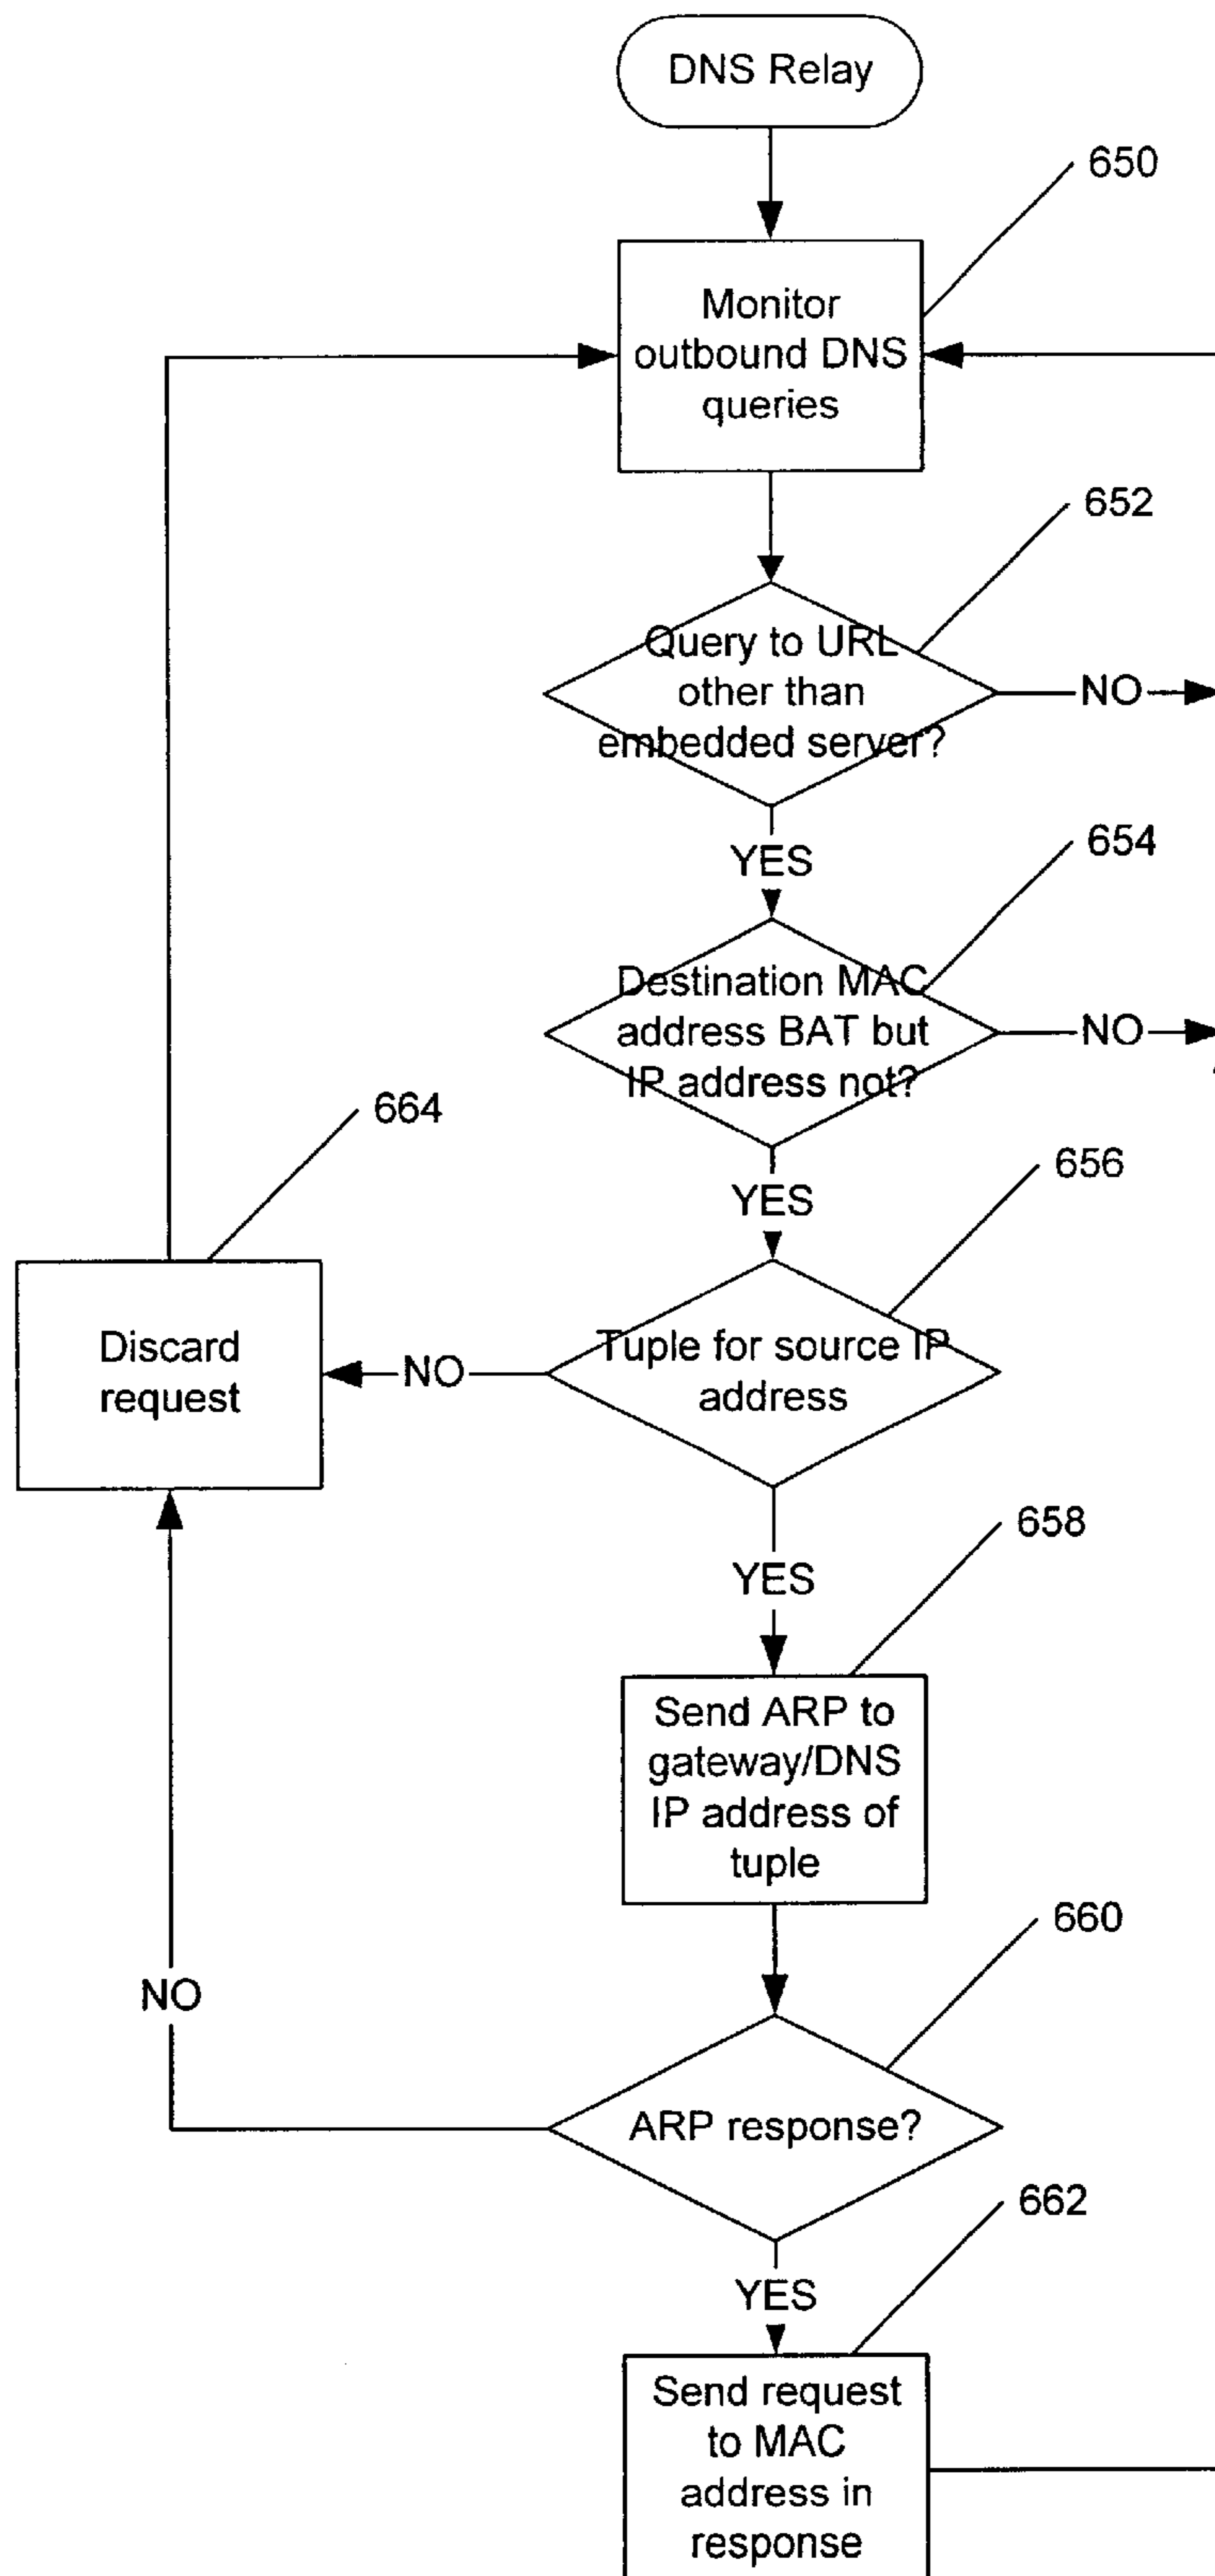 DNS Relay
650
Monitor
outbound DNS
queries
652
Query to URL
other than
embedded server?
NO
YES
654
Destination MAC
address BAT but
IP address not?
NO
YES
656
664
Tuple for source IP
address
NO
Discard
request
YES
658
Send ARP to
gateway/DNS
IP address of
tuple
660
NO
ARP response?
YES
662
Send request
to MAC
address in
response